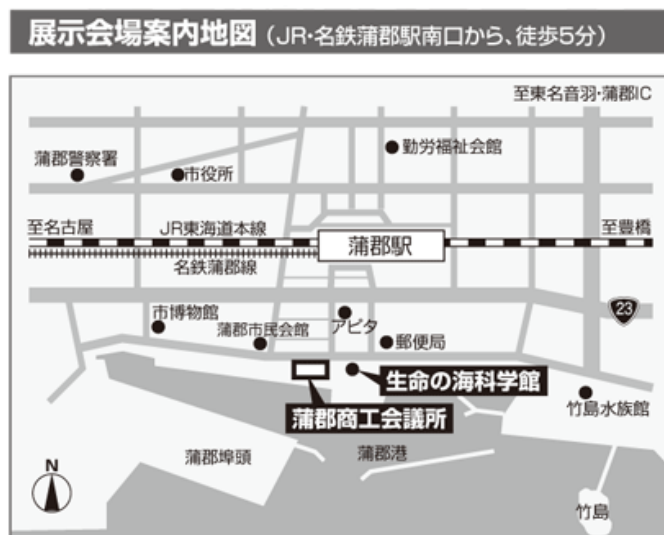 展示会場案内地図(JR・名鉄蒲郡駅南口から、徒歩5分)
至東名音羽・蒲郡IC
蒲郡警察署
市役所
勤労福祉会館
至名古屋
JR東海道本線
蒲郡駅
至豊橋
名鉄蒲郡線
市博物館
蒲郡市民会館
アピタ
郵便局
23
生命の海科学館
蒲郡商工会議所
竹島水族館
蒲郡埠頭
蒲郡港
N
竹島